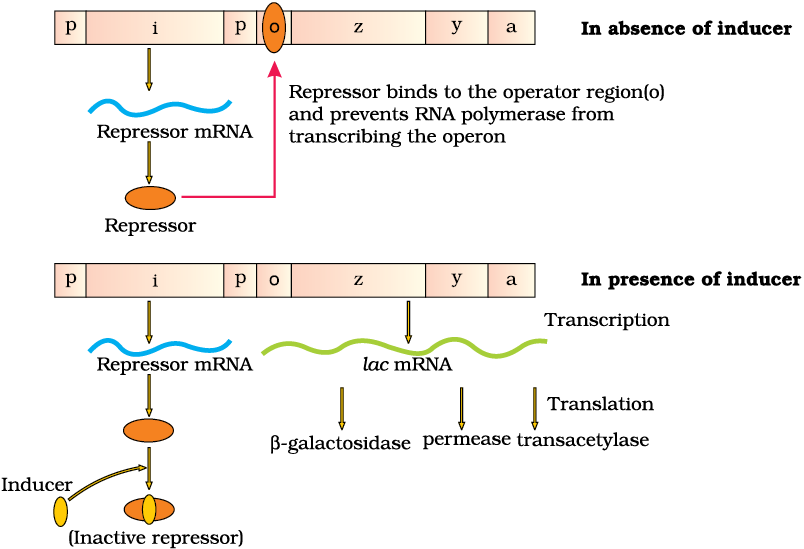 p i p o z y a In absence of inducer
Repressor binds to the operator region(o)
and prevents RNA polymerase from
transcribing the operon
Repressor mRNA
Repressor
p i p o z y a In presence of inducer
Transcription
Repressor mRNA lac mRNA
Translation
β-galactosidase permease transacetylase
Inducer
(Inactive repressor)